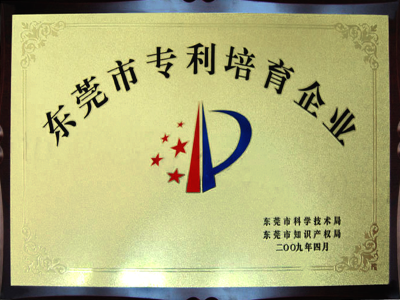 东莞市专利培育企业
东莞市科学技术局
东莞市知识产权局
二〇〇九年四月